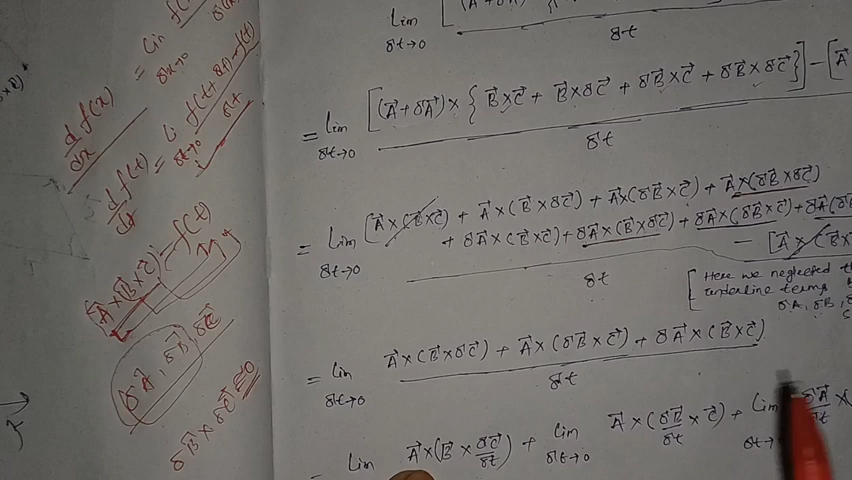 d/dx f(x) = lim δx→0
d/dt f(t) = li δt→0 f(t+δt)-f(t) / δt
A⃗×(B⃗×C⃗) - f(t)
δA⃗, δB⃗, δC⃗
δB⃗ × δC⃗ ≅ 0
lim δt→0
δt
= lim δt→0 [(A⃗+δA⃗) × { B⃗×C⃗ + B⃗×δC⃗ + δB⃗×C⃗ + δB⃗×δC⃗ }] - [A⃗
δt
= lim δt→0 [A⃗×(B⃗×C⃗) + A⃗×(B⃗×δC⃗) + A⃗×(δB⃗×C⃗) + A⃗×(δB⃗×δC⃗)
+ δA⃗×(B⃗×C⃗) + δA⃗×(B⃗×δC⃗) + δA⃗×(δB⃗×C⃗) + δA⃗(δB⃗
- [A⃗×(B⃗×C⃗
δt
[Here we neglected th
underline terms
δA, δB, δ
= lim δt→0 A⃗×(B⃗×δC⃗) + A⃗×(δB⃗×C⃗) + δA⃗×(B⃗×C⃗)
δt
= lim A⃗×(B⃗×δC⃗/δt) + lim δt→0 A⃗×(δB⃗/δt×C⃗) + lim δt→ δA⃗/δt ×